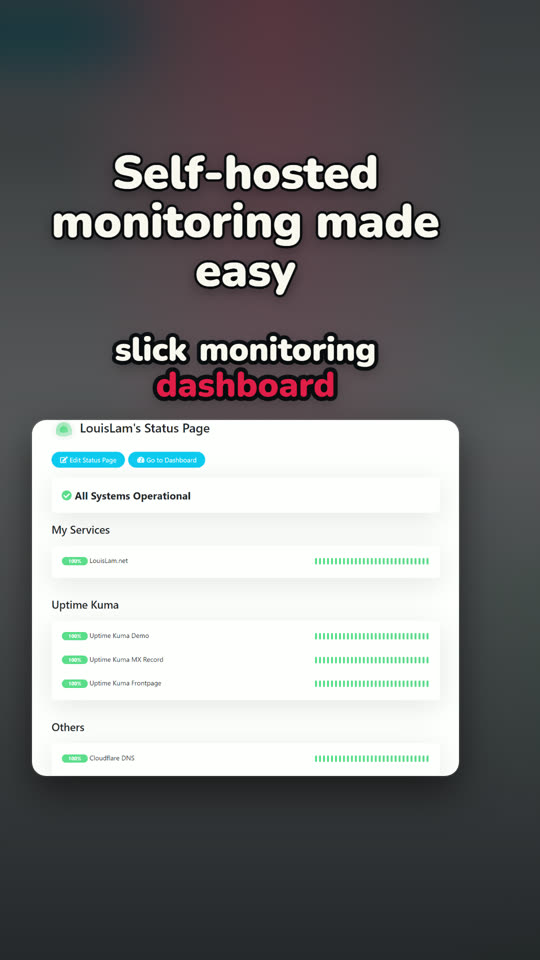 Self-hosted
monitoring made
easy
slick monitoring
dashboard
LouisLam's Status Page
Edit Status Page
Go to Dashboard
All Systems Operational
My Services
100% LouisLam.net
Uptime Kuma
100% Uptime Kuma Demo
100% Uptime Kuma MX Record
100% Uptime Kuma Frontpage
Others
100% Cloudflare DNS